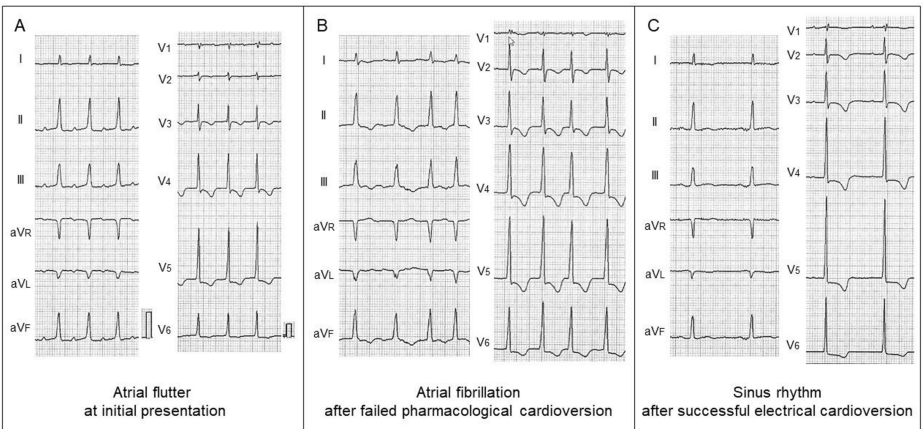 A
I
II
III
aVR
aVL
aVF
V1
V2
V3
V4
V5
V6
Atrial flutter
at initial presentation
B
I
II
III
aVR
aVL
aVF
V1
V2
V3
V4
V5
V6
Atrial fibrillation
after failed pharmacological cardioversion
C
I
II
III
aVR
aVL
aVF
V1
V2
V3
V4
V5
V6
Sinus rhythm
after successful electrical cardioversion